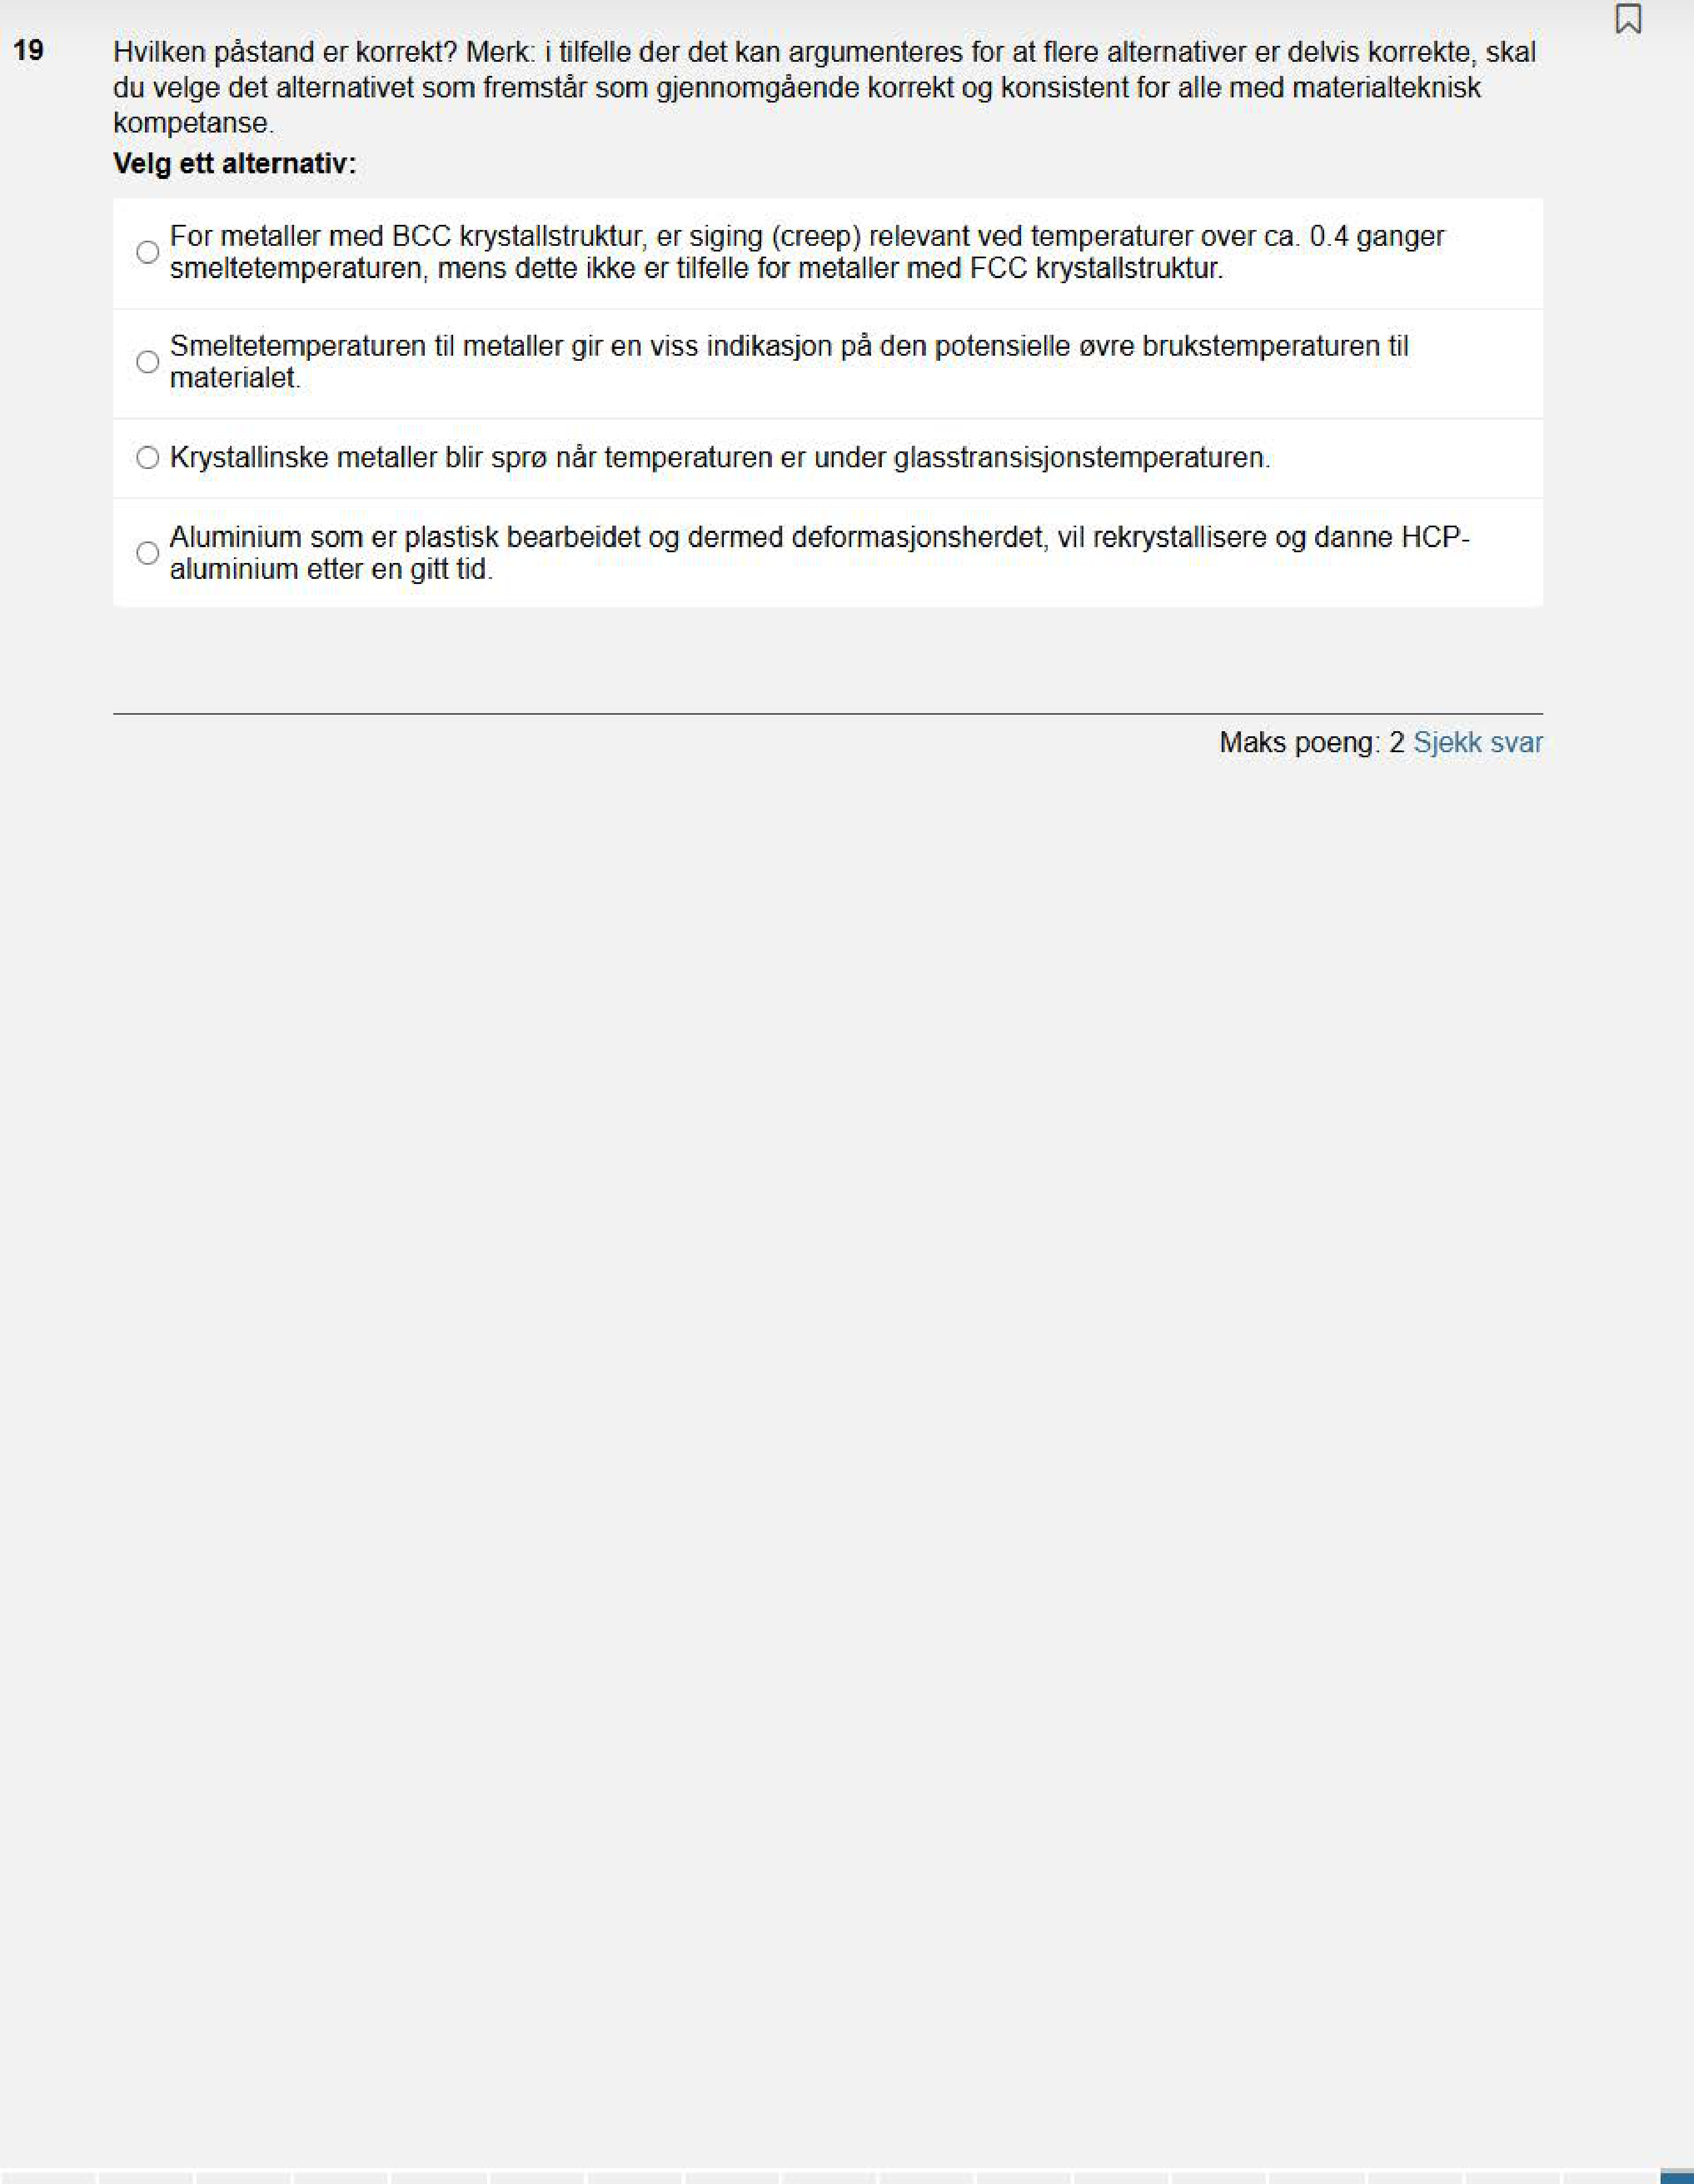 19
Hvilken påstand er korrekt? Merk: i tilfelle der det kan argumenteres for at flere alternativer er delvis korrekte, skal
du velge det alternativet som fremstår som gjennomgående korrekt og konsistent for alle med materialteknisk
kompetanse.
Velg ett alternativ:
For metaller med BCC krystallstruktur, er siging (creep) relevant ved temperaturer over ca. 0.4 ganger
smeltetemperaturen, mens dette ikke er tilfelle for metaller med FCC krystallstruktur.
Smeltetemperaturen til metaller gir en viss indikasjon på den potensielle øvre brukstemperaturen til
materialet.
Krystallinske metaller blir sprø når temperaturen er under glasstransisjonstemperaturen.
Aluminium som er plastisk bearbeidet og dermed deformasjonsherdet, vil rekrystallisere og danne HCP-
aluminium etter en gitt tid.
Maks poeng: 2 Sjekk svar